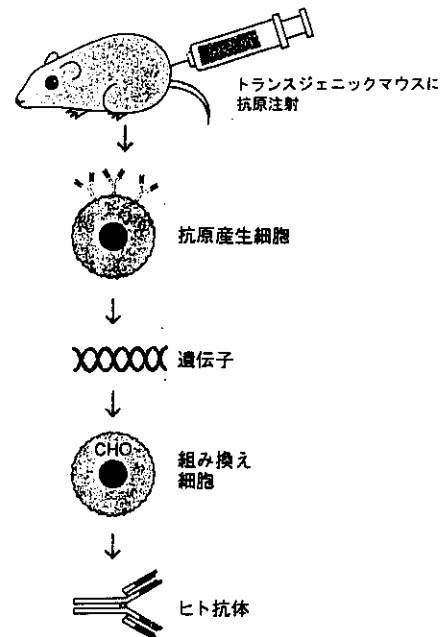 トランスジェニックマウスに
抗原注射
抗原産生細胞
遺伝子
CHO
組み換え
細胞
ヒト抗体